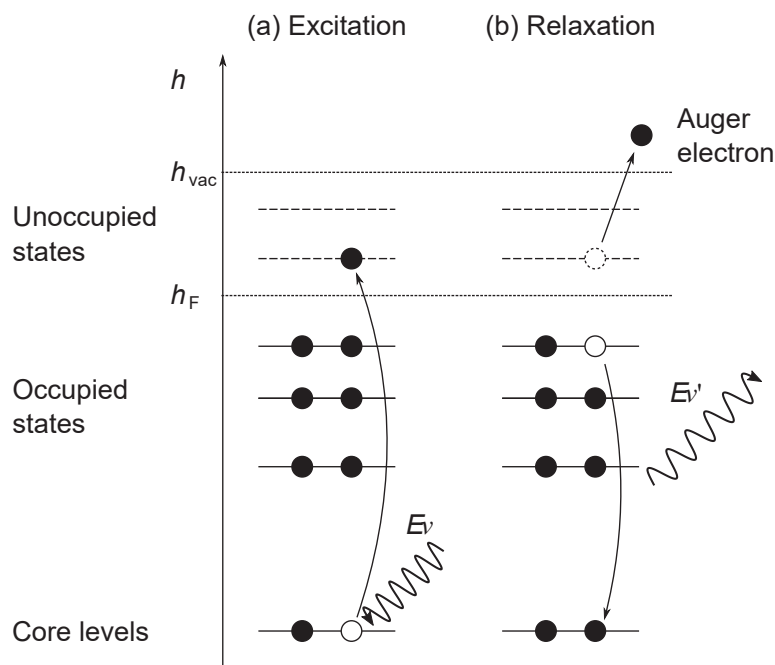 (a) Excitation
(b) Relaxation
h
Auger
electron
hvac
Unoccupied
states
hF
Occupied
states
Eν'
Eν
Core levels